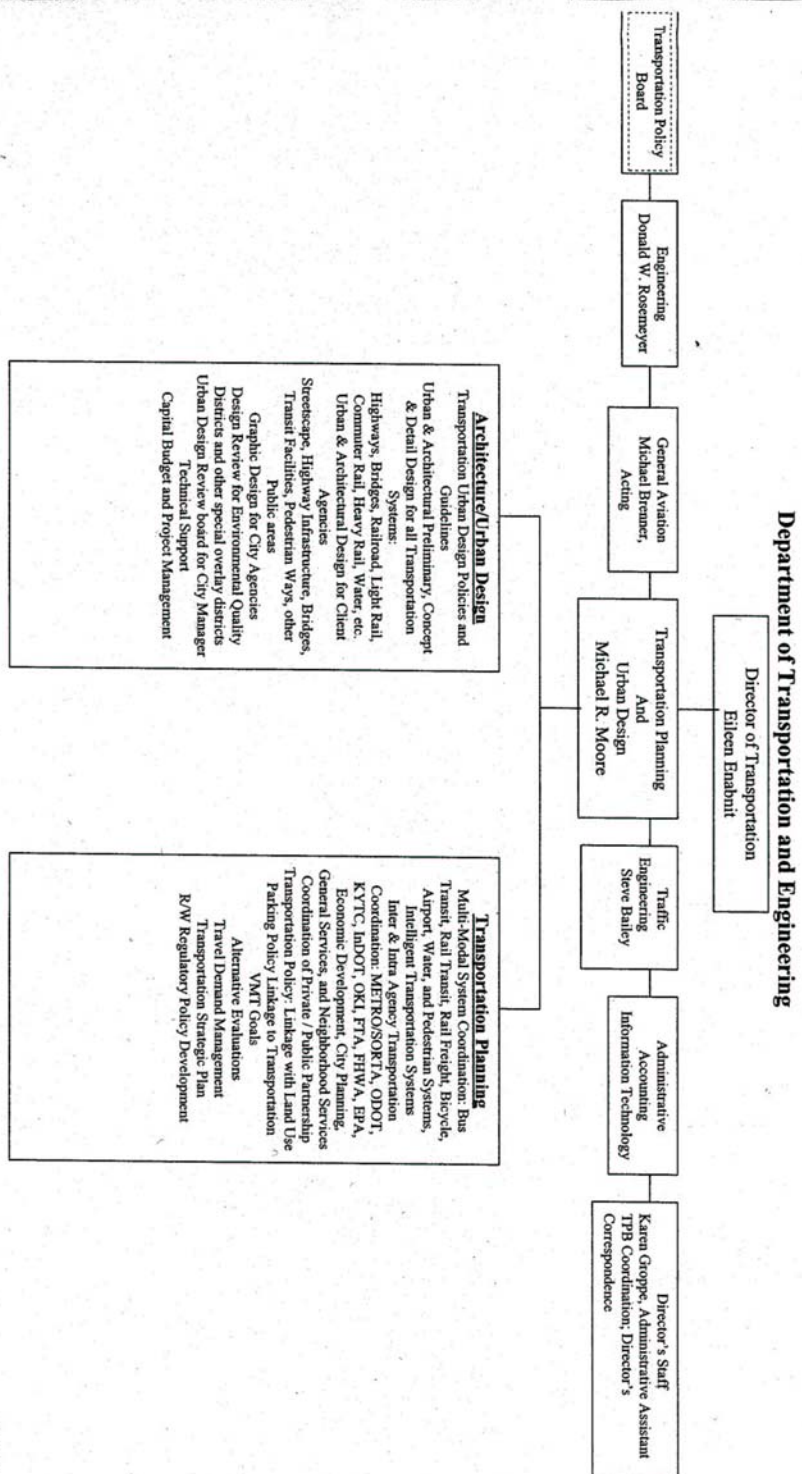 Department of Transportation and Engineering
Director of Transportation
Eileen Enabnit
Transportation Policy
Board
Engineering
Donald W. Rosemeyer
General Aviation
Michael Brenner,
Acting
Transportation Planning
And
Urban Design
Michael R. Moore
Traffic
Engineering
Steve Bailey
Administrative
Accounting
Information Technology
Director's Staff
Karen Groppe, Administrative Assistant
TPB Coordination; Director's
Correspondence
Architecture/Urban Design
Transportation Urban Design Policies and
Guidelines
Urban & Architectural Preliminary, Concept
& Detail Design for all Transportation
Systems:
Highways, Bridges, Railroad, Light Rail,
Commuter Rail, Heavy Rail, Water, etc.
Urban & Architectural Design for Client
Agencies
Streetscape, Highway Infrastructure, Bridges,
Transit Facilities, Pedestrian Ways, other
Public areas
Graphic Design for City Agencies
Design Review for Environmental Quality
Districts and other special overlay districts
Urban Design Review board for City Manager
Technical Support
Capital Budget and Project Management
Transportation Planning
Multi-Modal System Coordination: Bus
Transit, Rail Transit, Rail Freight, Bicycle,
Airport, Water, and Pedestrian Systems,
Intelligent Transportation Systems
Inter & Intra Agency Transportation
Coordination: METRO/SORTA, ODOT,
KYTC, InDOT, OKI, FTA, FHWA, EPA,
Economic Development, City Planning,
General Services, and Neighborhood Services
Coordination of Private / Public Partnership
Transportation Policy: Linkage with Land Use
Parking Policy Linkage to Transportation
VMT Goals
Alternative Evaluations
Travel Demand Management
Transportation Strategic Plan
R/W Regulatory Policy Development